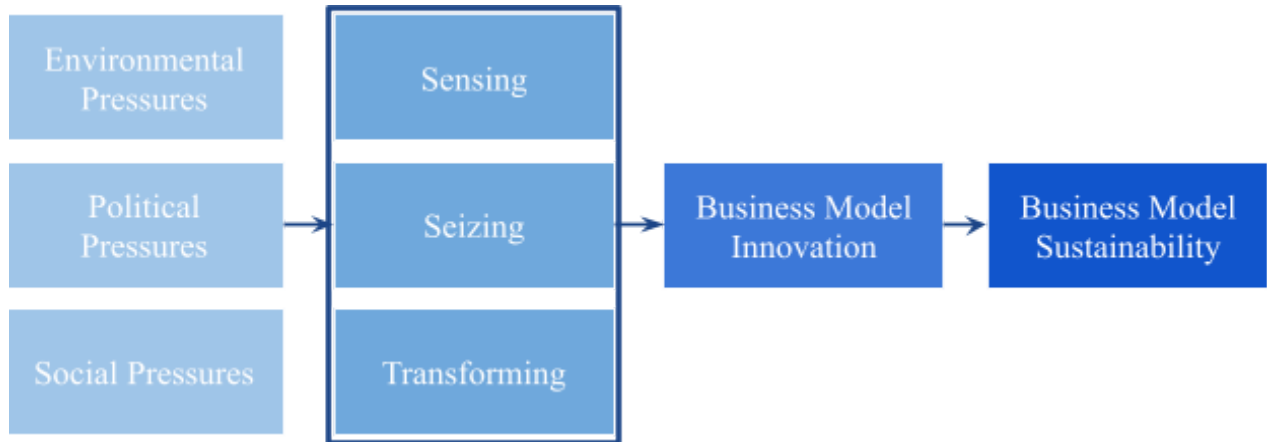 Environmental
Pressures
Political
Pressures
Social Pressures
Sensing
Seizing
Transforming
Business Model
Innovation
Business Model
Sustainability